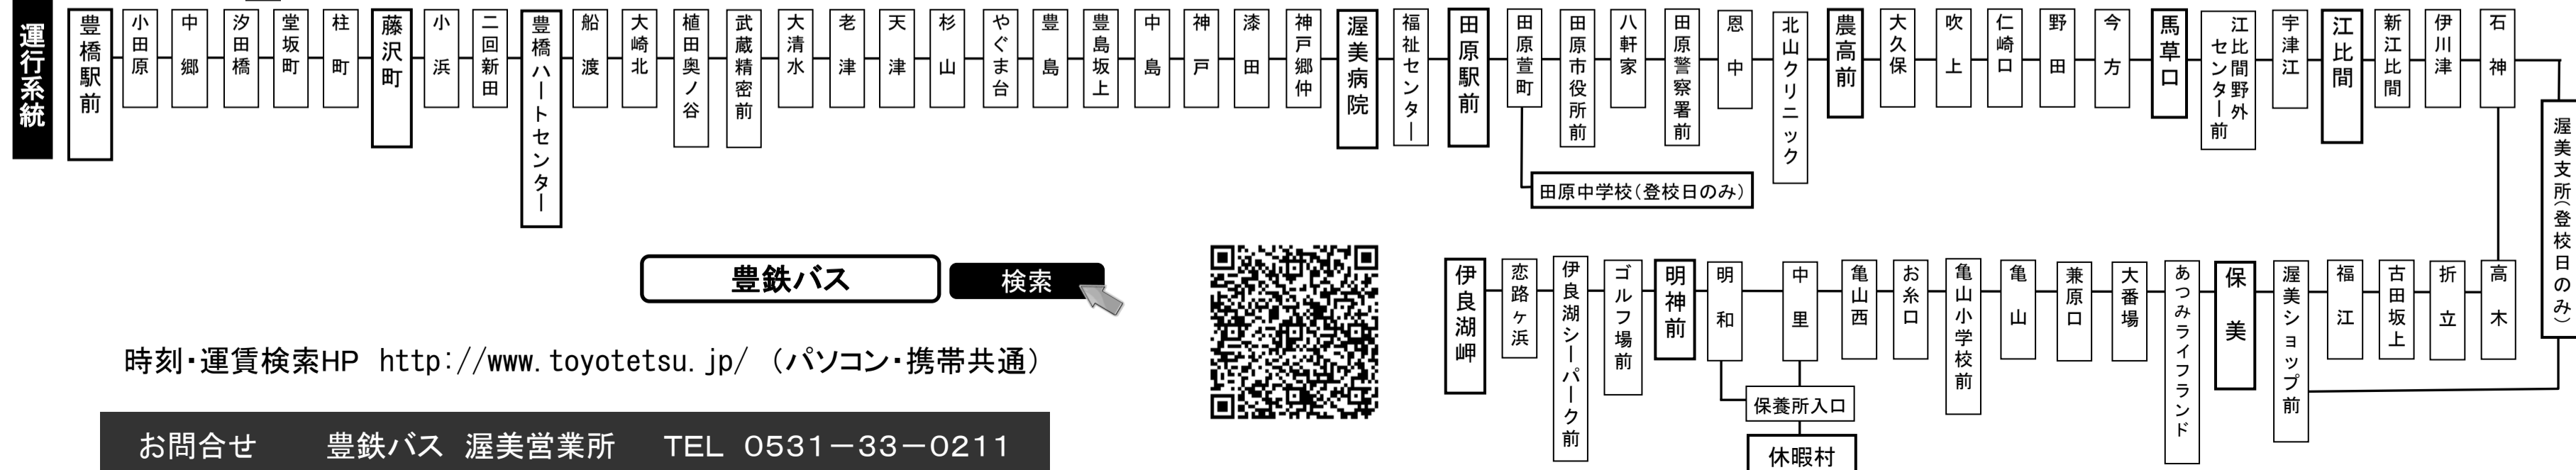 運行系統
豊橋駅前
小田原
中郷
汐田橋
堂坂町
柱町
藤沢町
小浜
二回新田
豊橋ハートセンター
船渡
大崎北
植田奥ノ谷
武蔵精密前
大清水
老津
天津
杉山
やぐま台
豊島
豊島坂上
中島
神戸
漆田
神戸郷仲
渥美病院
福祉センター
田原駅前
田原萱町
田原市役所前
八軒家
田原警察署前
恩中
北山クリニック
農高前
大久保
吹上
仁崎口
野田
今方
馬草口
江比間野外
センター前
宇津江
江比間
新江比間
伊川津
石神
渥美支所(登校日のみ)
田原中学校(登校日のみ)
伊良湖岬
恋路ヶ浜
伊良湖シーパーク前
ゴルフ場前
明神前
明和
中里
亀山西
お糸口
亀山小学校前
亀山
兼原口
大番場
あつみライフランド
保美
渥美ショップ前
福江
古田坂上
折立
高木
保養所入口
休暇村
豊鉄バス 検索
時刻・運賃検索HP http://www.toyotetsu.jp/ (パソコン・携帯共通)
お問合せ 豊鉄バス 渥美営業所 TEL 0531-33-0211